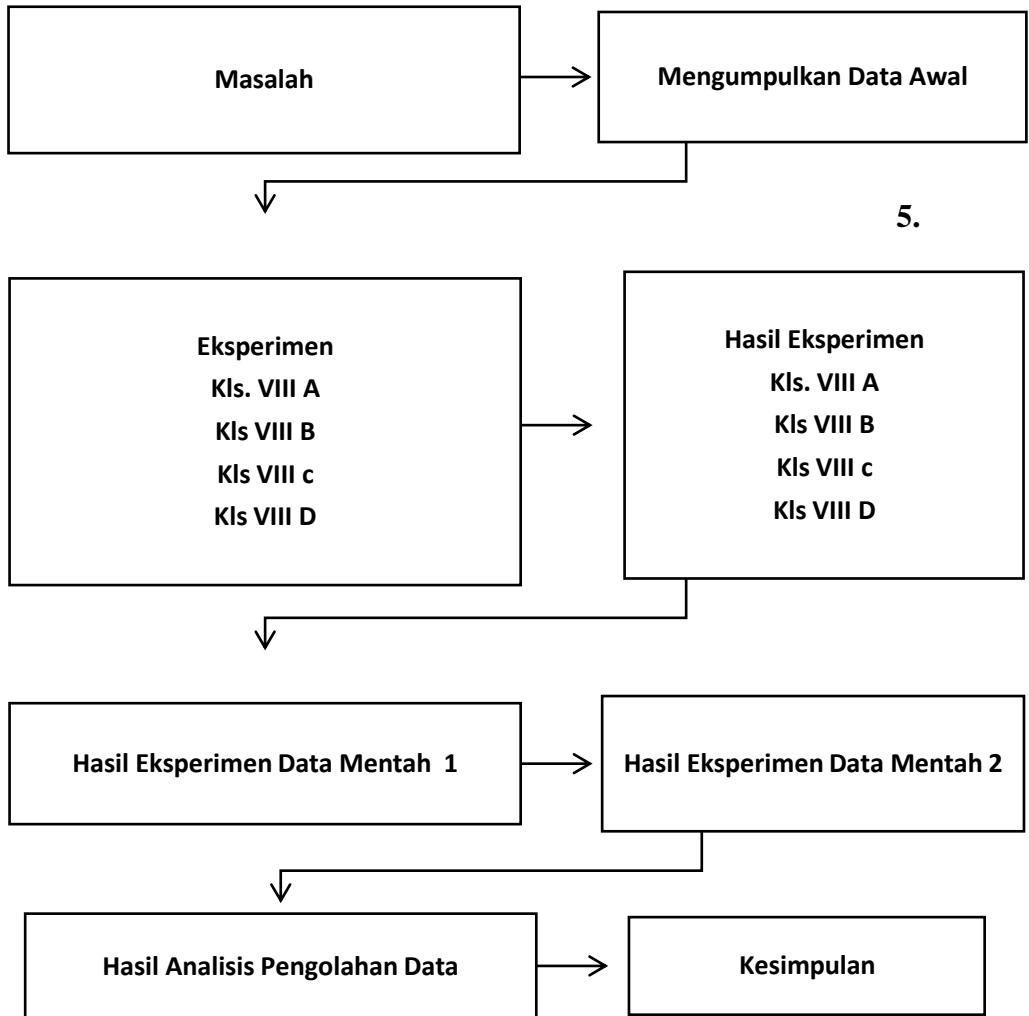 Masalah
Mengumpulkan Data Awal
5.
Eksperimen
Kls. VIII A
Kls VIII B
Kls VIII c
Kls VIII D
Hasil Eksperimen
Kls. VIII A
Kls VIII B
Kls VIII c
Kls VIII D
Hasil Eksperimen Data Mentah 1
Hasil Eksperimen Data Mentah 2
Hasil Analisis Pengolahan Data
Kesimpulan